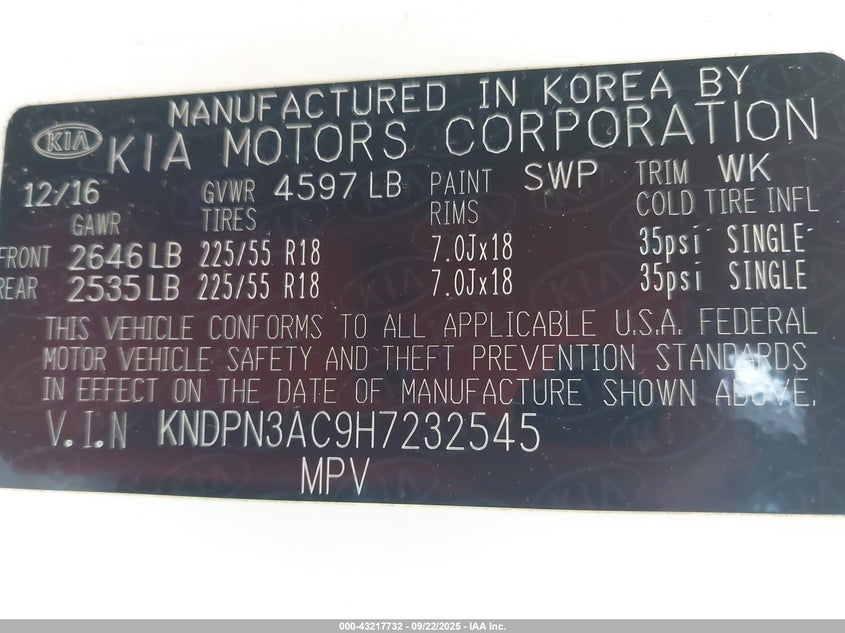 MANUFACTURED IN KOREA BY
KIA KIA MOTORS CORPORATION
12/16 GVWR 4597 LB PAINT SWP TRIM WK
GAWR TIRES RIMS COLD TIRE INFL
FRONT 2646 LB 225/55 R18 7.0Jx18 35psi SINGLE
REAR 2535 LB 225/55 R18 7.0Jx18 35psi SINGLE
THIS VEHICLE CONFORMS TO ALL APPLICABLE U.S.A. FEDERAL
MOTOR VEHICLE SAFETY AND THEFT PREVENTION STANDARDS
IN EFFECT ON THE DATE OF MANUFACTURE SHOWN ABOVE.
V.I.N KNDPN3AC9H7232545
MPV
000-43217732 - 09/22/2025 - IAA Inc.